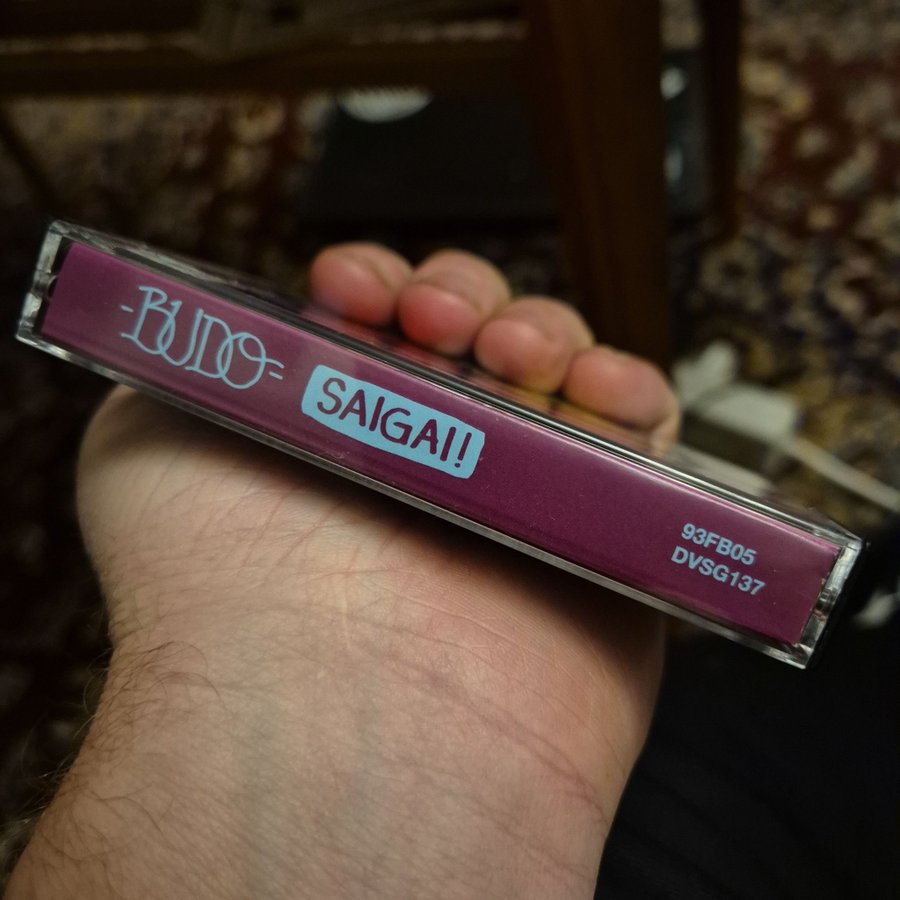 -BUDO-
SAIGAI!
93FB05
DVSG137